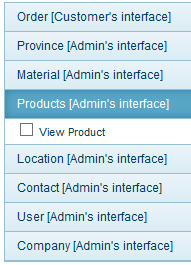 Order [Customer's interface]
Province [Admin's interface]
Material [Admin's interface]
Products [Admin's interface]
View Product
Location [Admin's interface]
Contact [Admin's interface]
User [Admin's interface]
Company [Admin's interface]